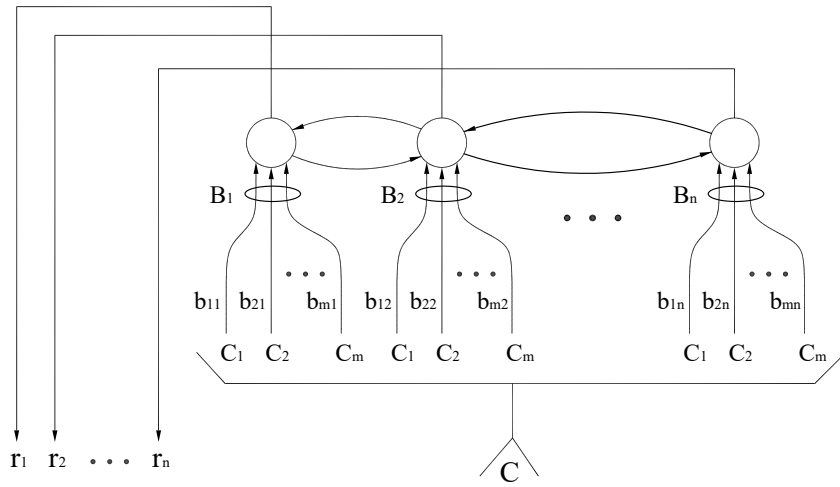 B₁ B₂ • • • Bₙ
b₁₁ b₂₁ • • • bₘ₁ b₁₂ b₂₂ • • • bₘ₂ b₁ₙ b₂ₙ • • • bₘₙ
C₁ C₂ Cₘ C₁ C₂ Cₘ C₁ C₂ Cₘ
r₁ r₂ • • • rₙ C